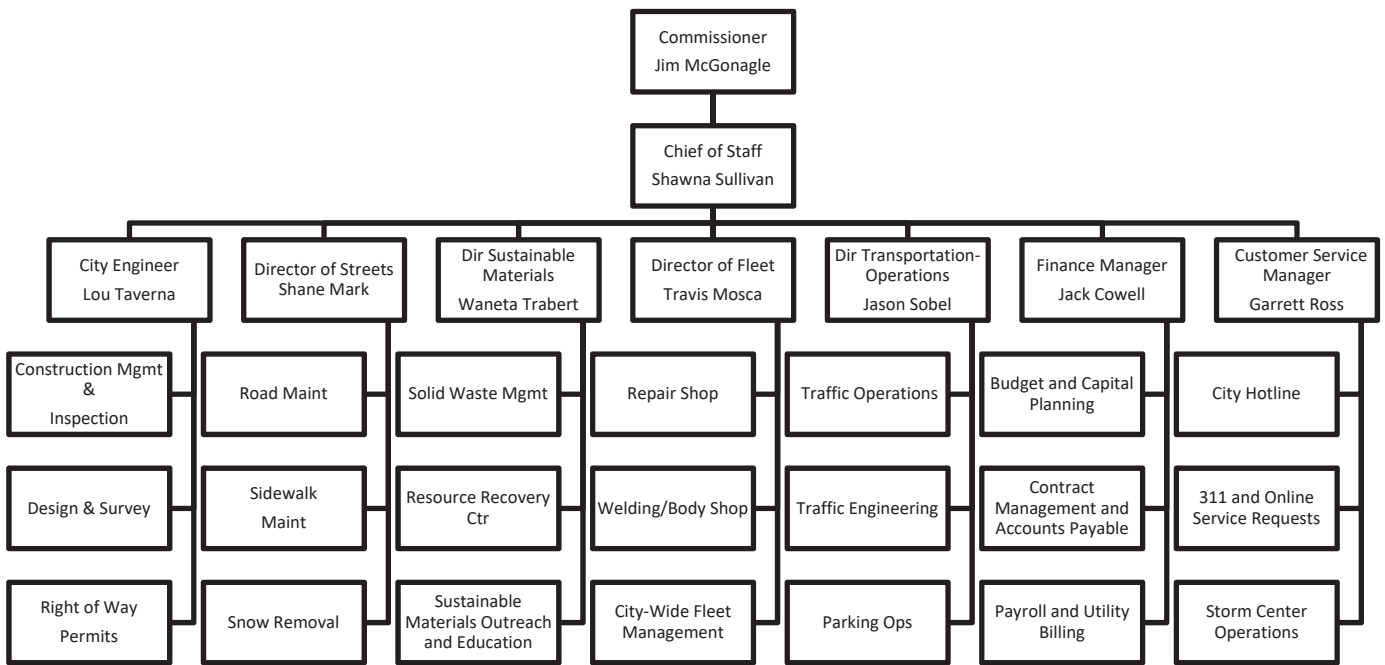 Commissioner
Jim McGonagle
Chief of Staff
Shawna Sullivan
City Engineer
Lou Taverna
Director of Streets
Shane Mark
Dir Sustainable
Materials
Waneta Trabert
Director of Fleet
Travis Mosca
Dir Transportation-
Operations
Jason Sobel
Finance Manager
Jack Cowell
Customer Service
Manager
Garrett Ross
Construction Mgmt
&
Inspection
Road Maint
Solid Waste Mgmt
Repair Shop
Traffic Operations
Budget and Capital
Planning
City Hotline
Design & Survey
Sidewalk
Maint
Resource Recovery
Ctr
Welding/Body Shop
Traffic Engineering
Contract
Management and
Accounts Payable
311 and Online
Service Requests
Right of Way
Permits
Snow Removal
Sustainable
Materials Outreach
and Education
City-Wide Fleet
Management
Parking Ops
Payroll and Utility
Billing
Storm Center
Operations